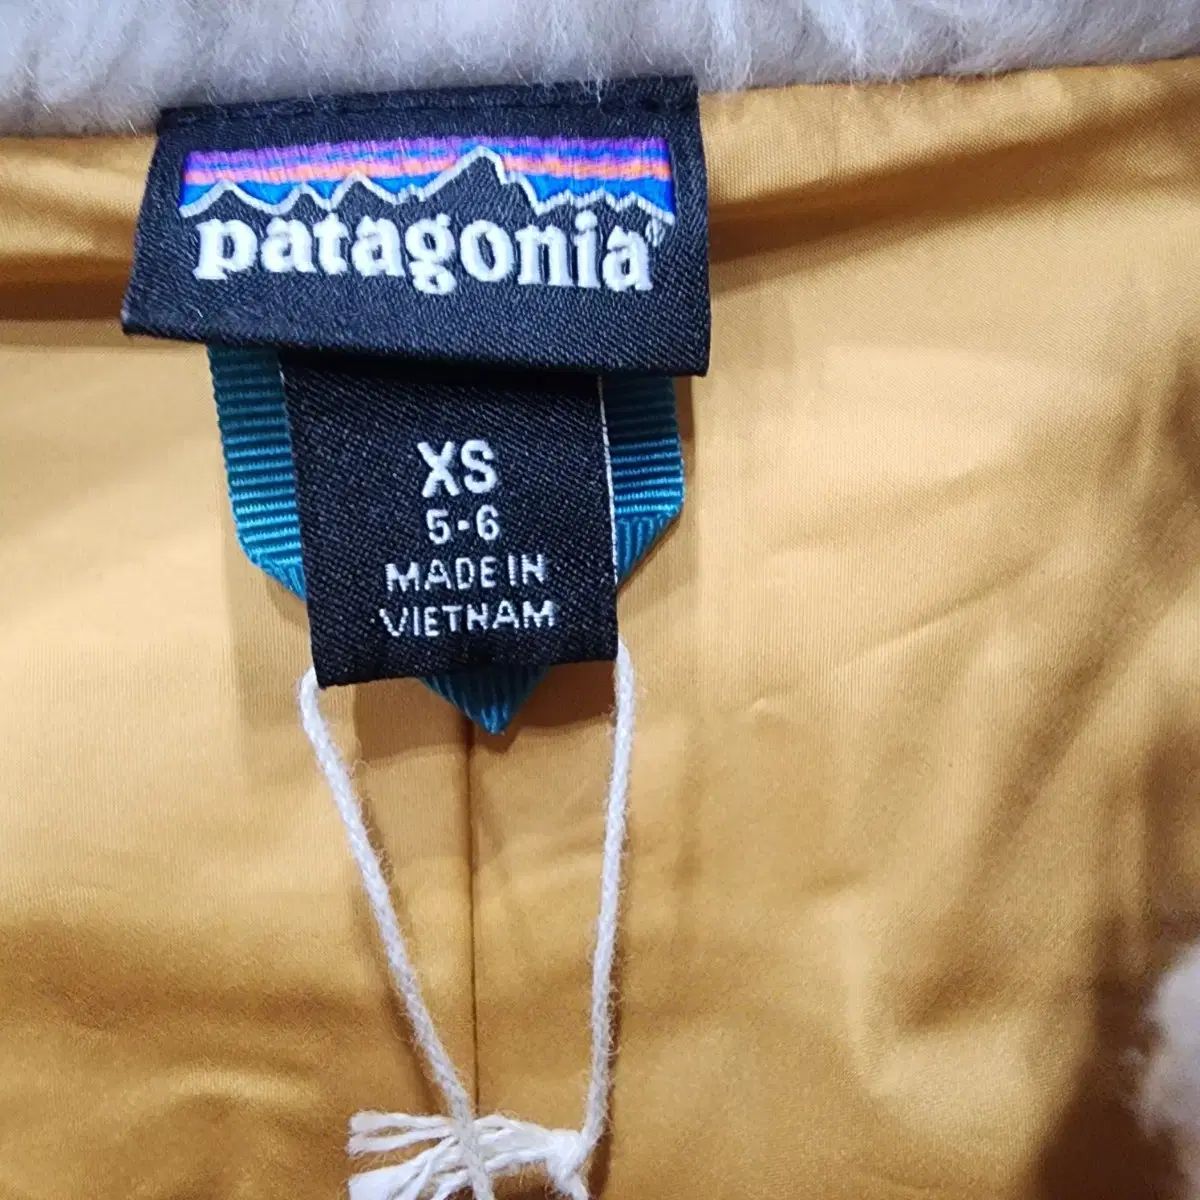 patagonia®
XS
5-6
MADE IN
VIETNAM